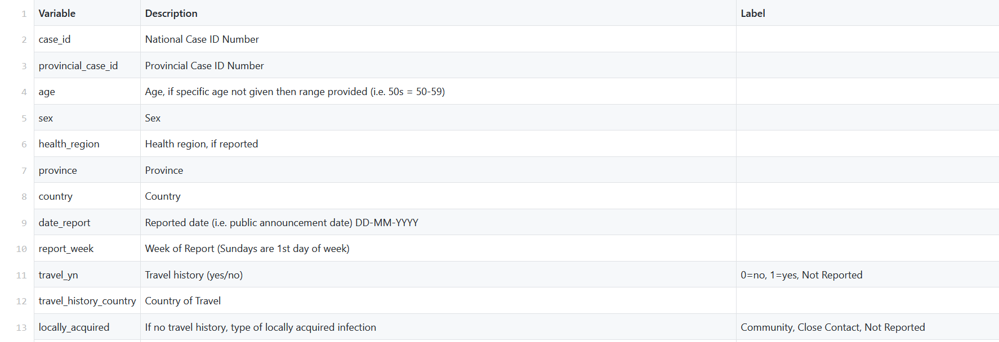 1 Variable Description Label
2 case_id National Case ID Number
3 provincial_case_id Provincial Case ID Number
4 age Age, if specific age not given then range provided (i.e. 50s = 50-59)
5 sex Sex
6 health_region Health region, if reported
7 province Province
8 country Country
9 date_report Reported date (i.e. public announcement date) DD-MM-YYYY
10 report_week Week of Report (Sundays are 1st day of week)
11 travel_yn Travel history (yes/no) 0=no, 1=yes, Not Reported
12 travel_history_country Country of Travel
13 locally_acquired If no travel history, type of locally acquired infection Community, Close Contact, Not Reported